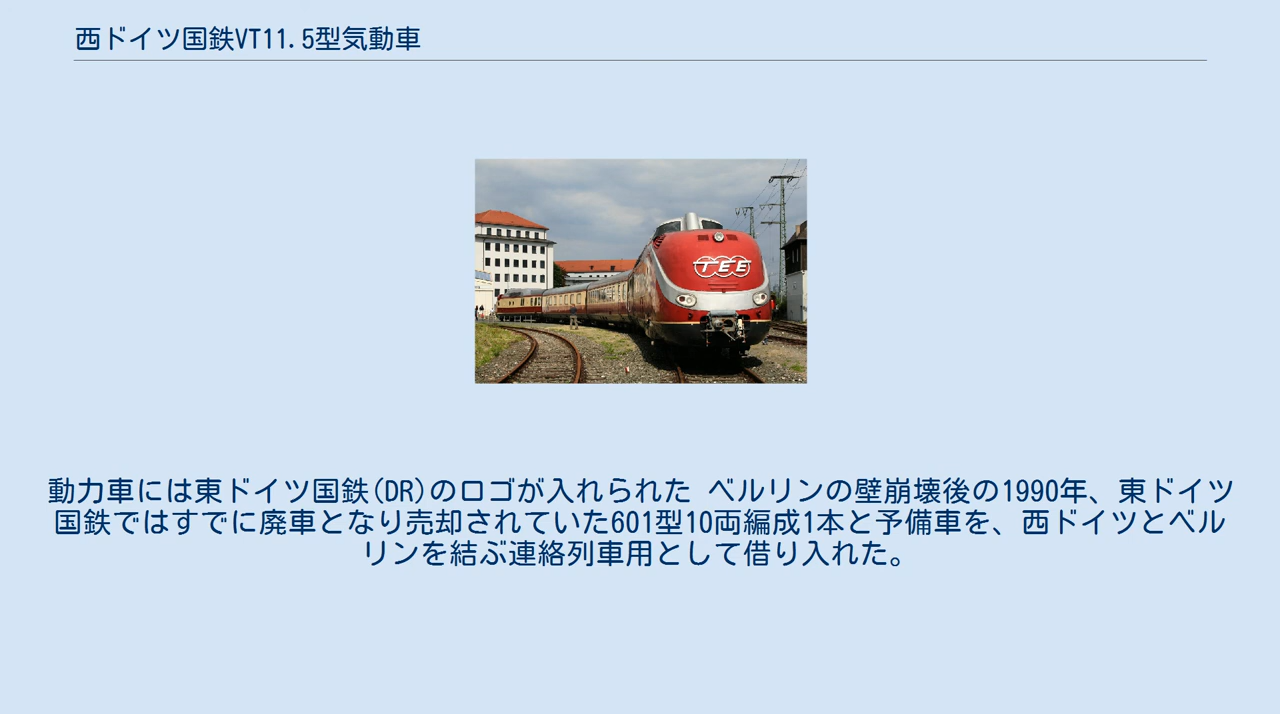 西ドイツ国鉄VT11.5型気動車
TEE
動力車には東ドイツ国鉄(DR)のロゴが入れられた ベルリンの壁崩壊後の1990年、東ドイツ
国鉄ではすでに廃車となり売却されていた601型10両編成1本と予備車を、西ドイツとベル
リンを結ぶ連絡列車用として借り入れた。